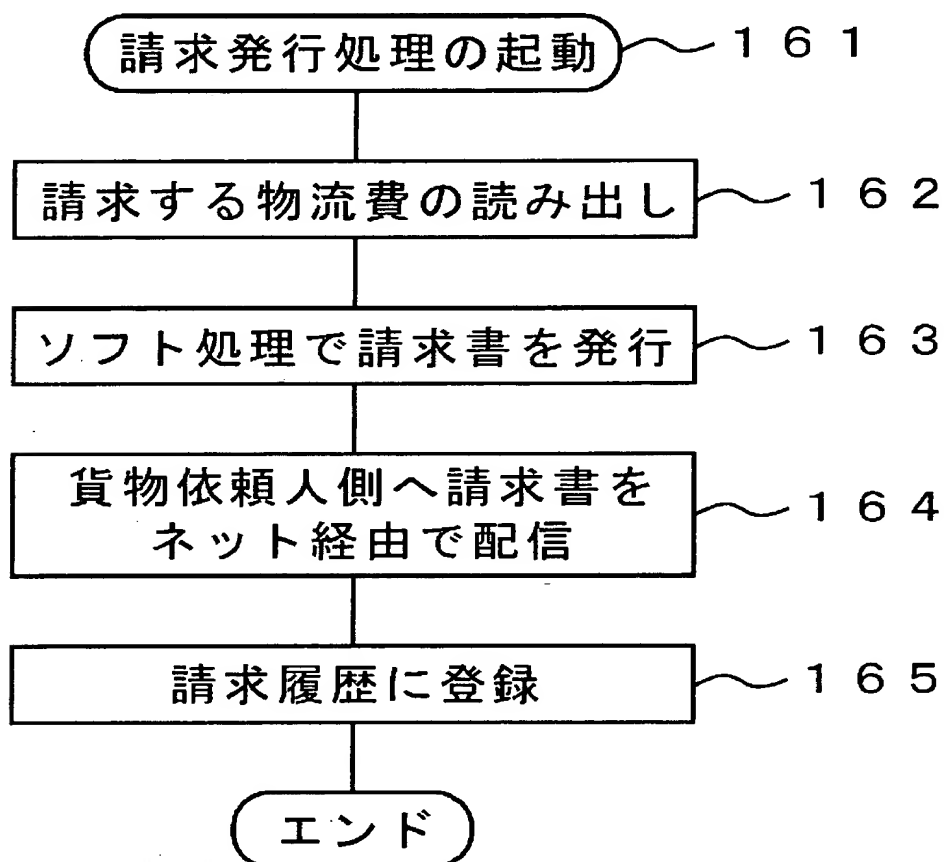 請求発行処理の起動
161
請求する物流費の読み出し
162
ソフト処理で請求書を発行
163
貨物依頼人側へ請求書を
ネット経由で配信
164
請求履歴に登録
165
エンド